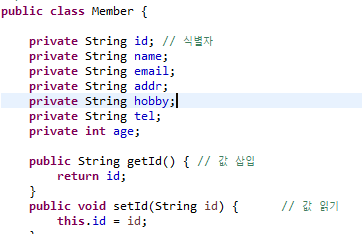 public class Member {
private String id; // 식별자
private String name;
private String email;
private String addr;
private String hobby;
private String tel;
private int age;
public String getId() { // 값 삽입
return id;
}
public void setId(String id) { // 값 읽기
this.id = id;
}